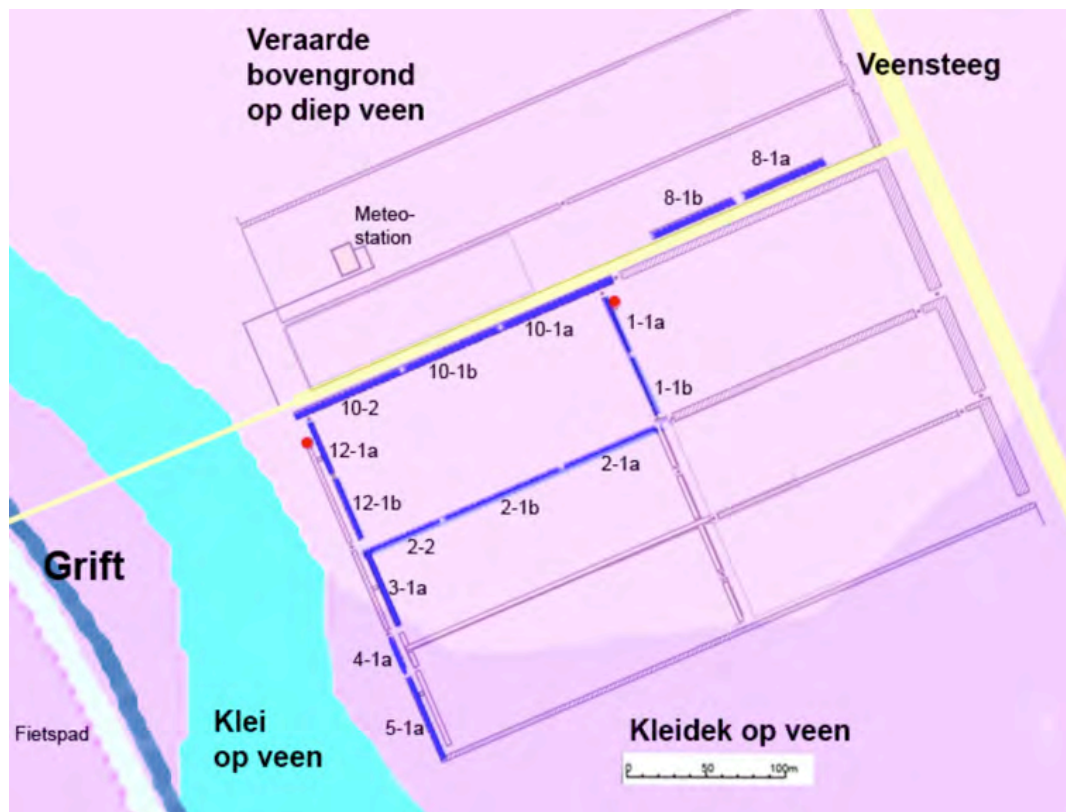 Veraarde
bovengrond
op diep veen
Veensteeg
8-1a
8-1b
Meteo-
station
10-1a
1-1a
10-1b
1-1b
10-2
12-1a
2-1a
12-1b
2-1b
2-2
Grift
3-1a
4-1a
5-1a
Klei
op veen
Fietspad
Kleidek op veen
0 50 100m